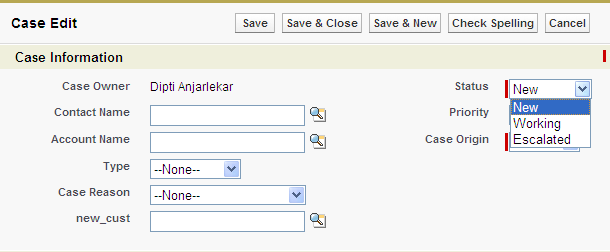 Case Edit Save Save & Close Save & New Check Spelling Cancel
Case Information
Case Owner Dipti Anjarlekar Status New
Contact Name Priority New
Working
Account Name Case Origin Escalated
Type --None--
Case Reason --None--
new_cust